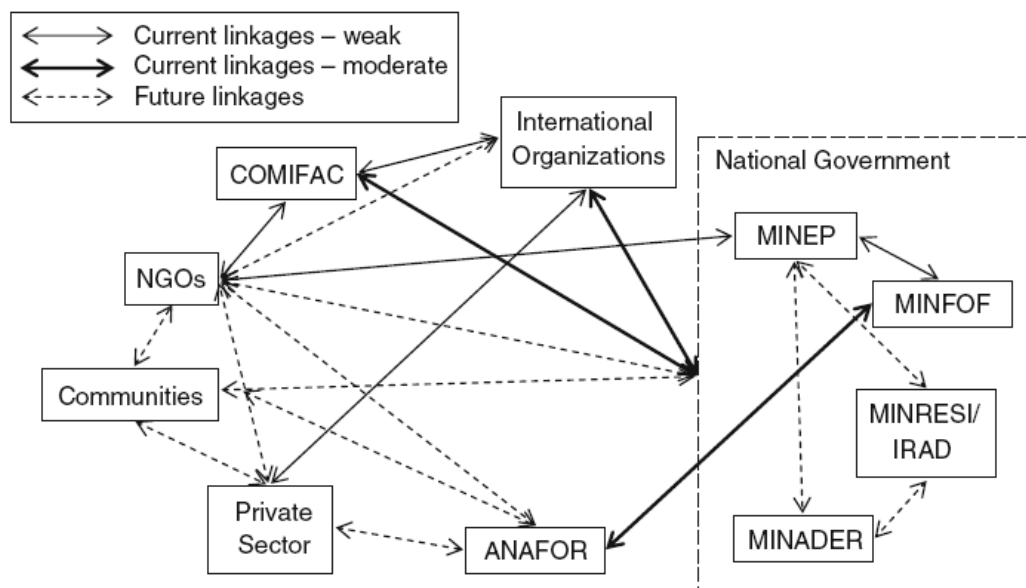 Current linkages – weak
Current linkages – moderate
Future linkages
International
Organizations
National Government
COMIFAC
MINEP
NGOs
MINFOF
Communities
MINRESI/
IRAD
Private
Sector
ANAFOR
MINADER